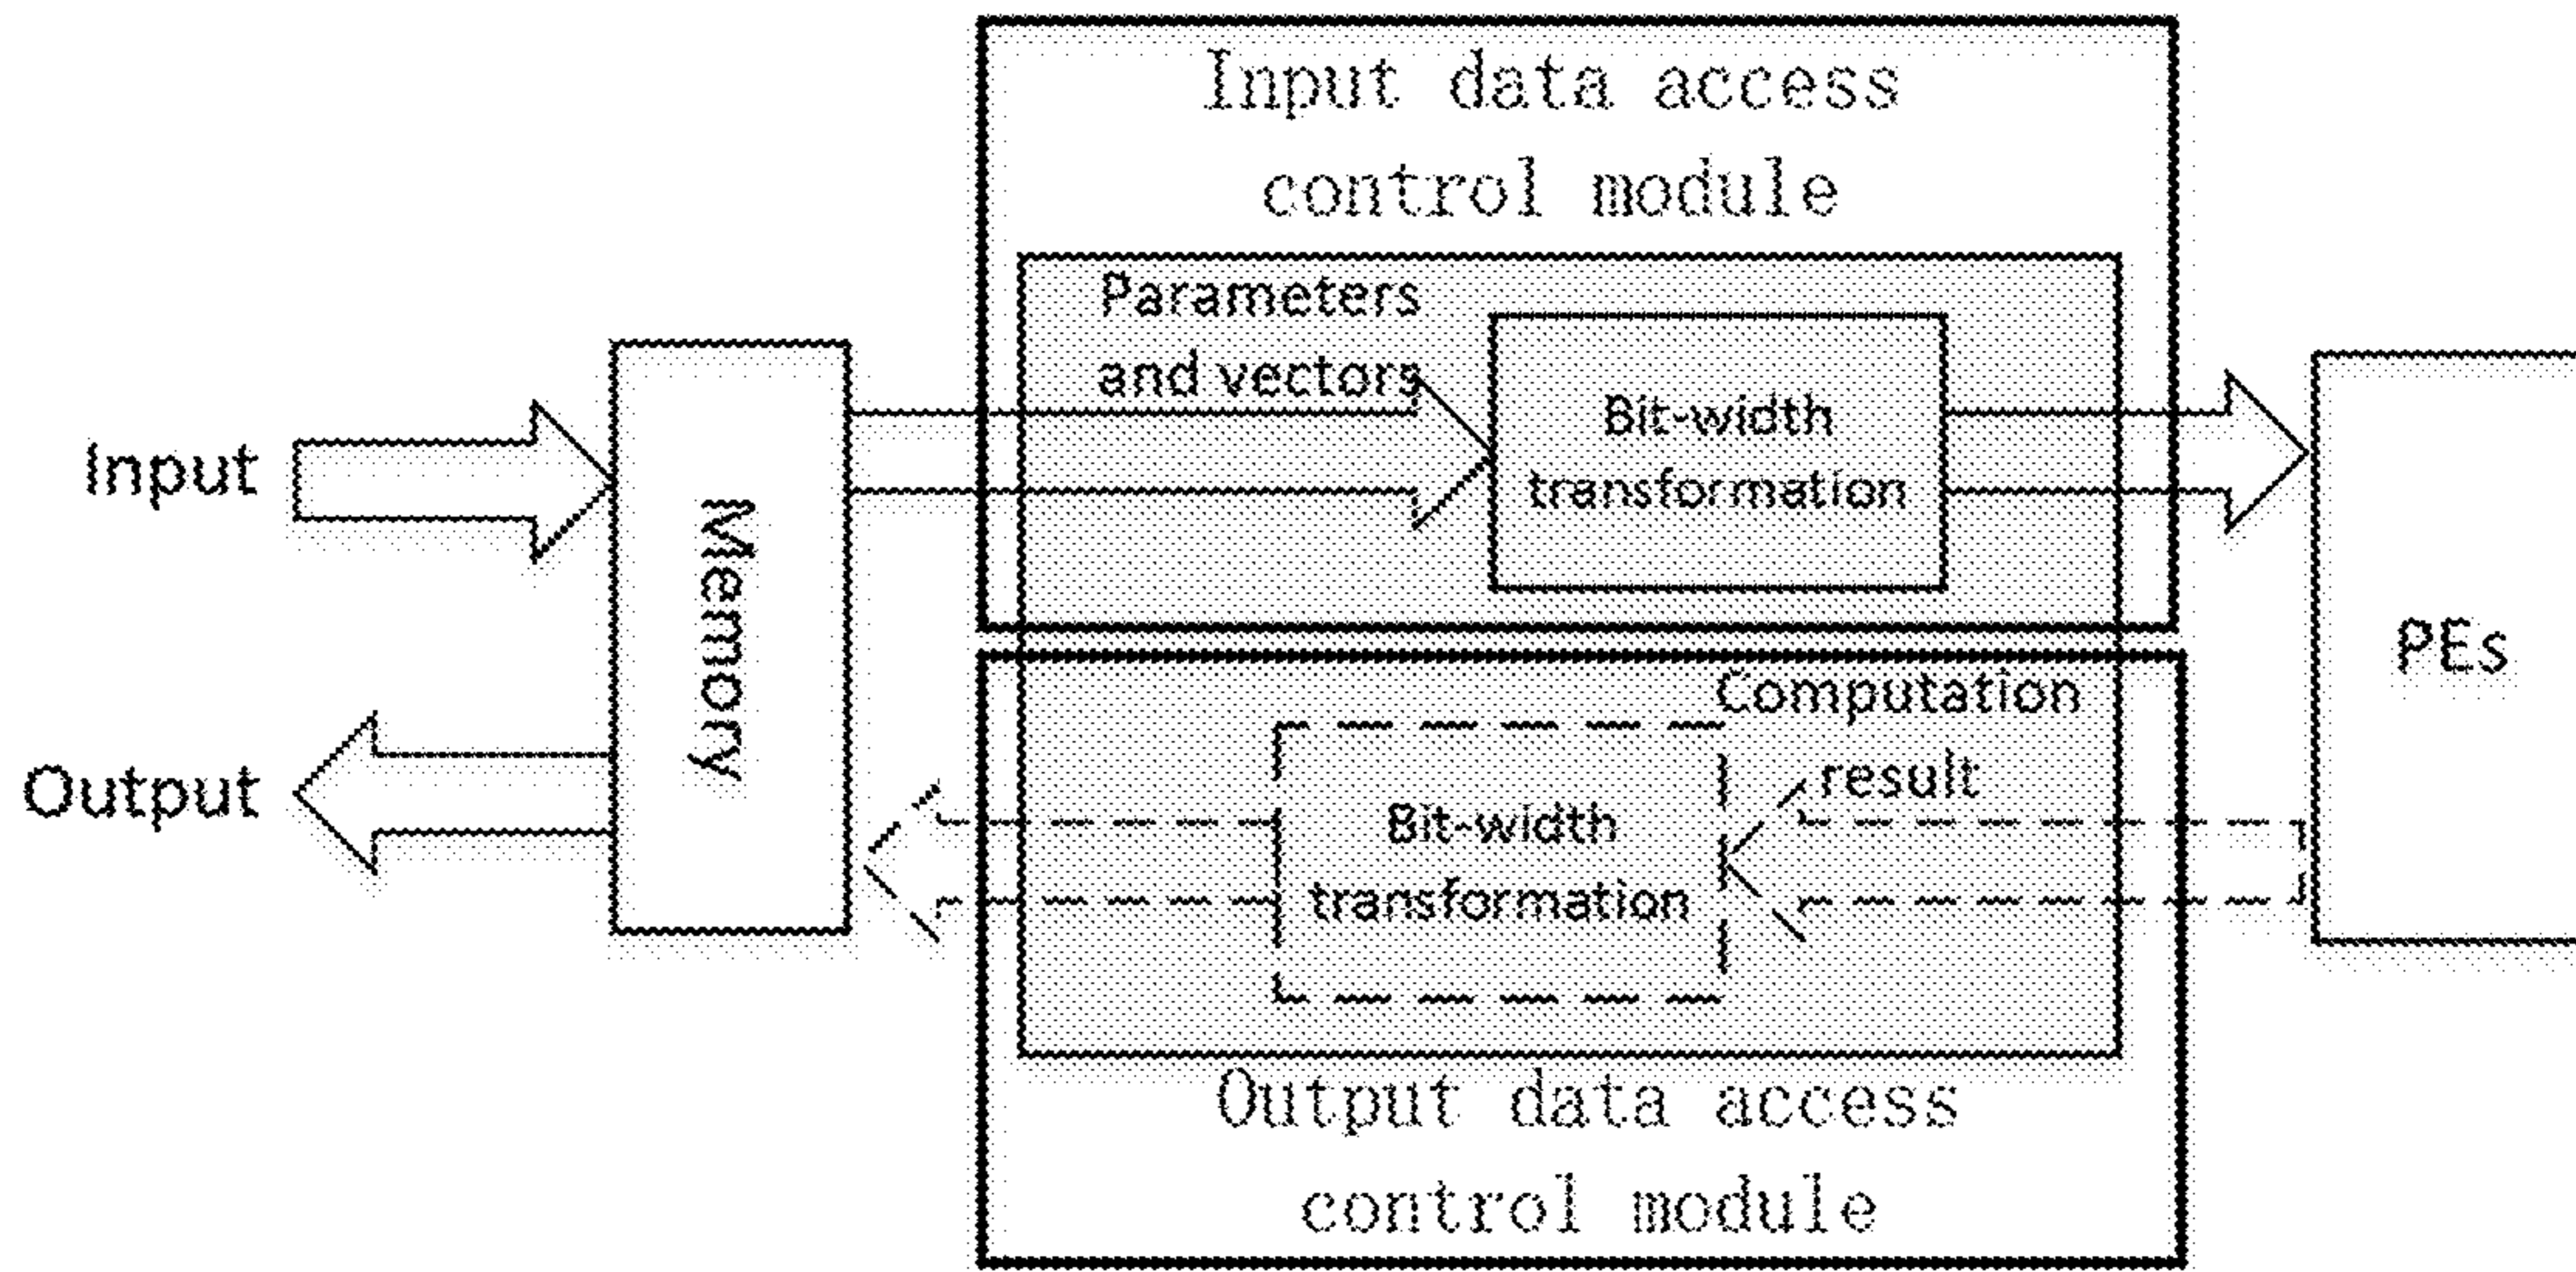 Input data access
control module
Parameters
and vectors
Bit-width
transformation
Input
Memory
PEs
Output
Computation
result
Bit-width
transformation
Output data access
control module